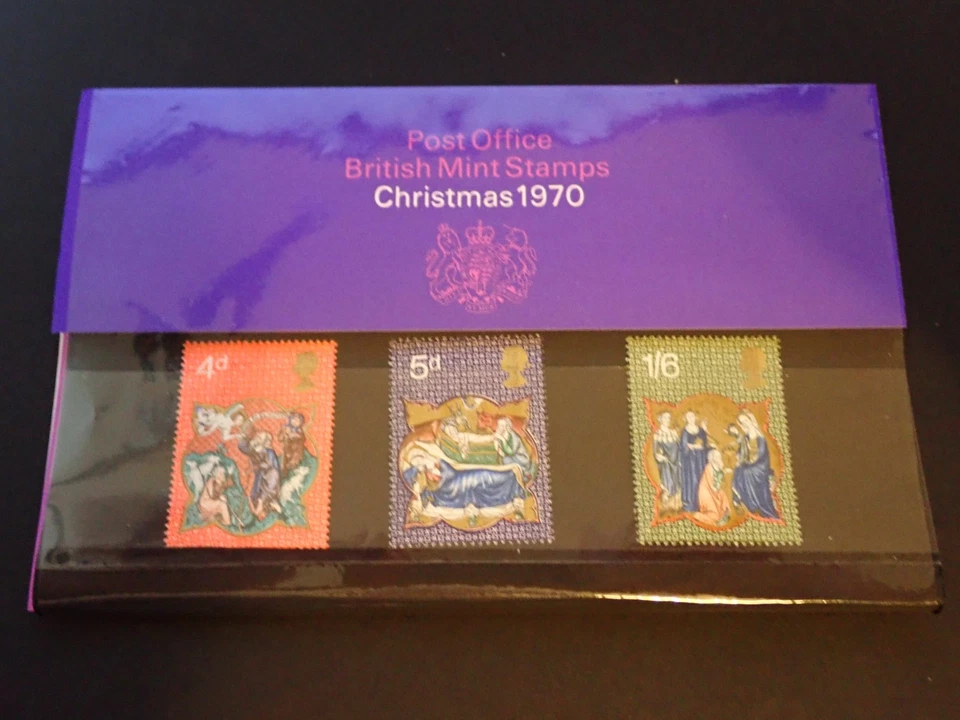 Post Office
British Mint Stamps
Christmas 1970
4d
5d
1/6